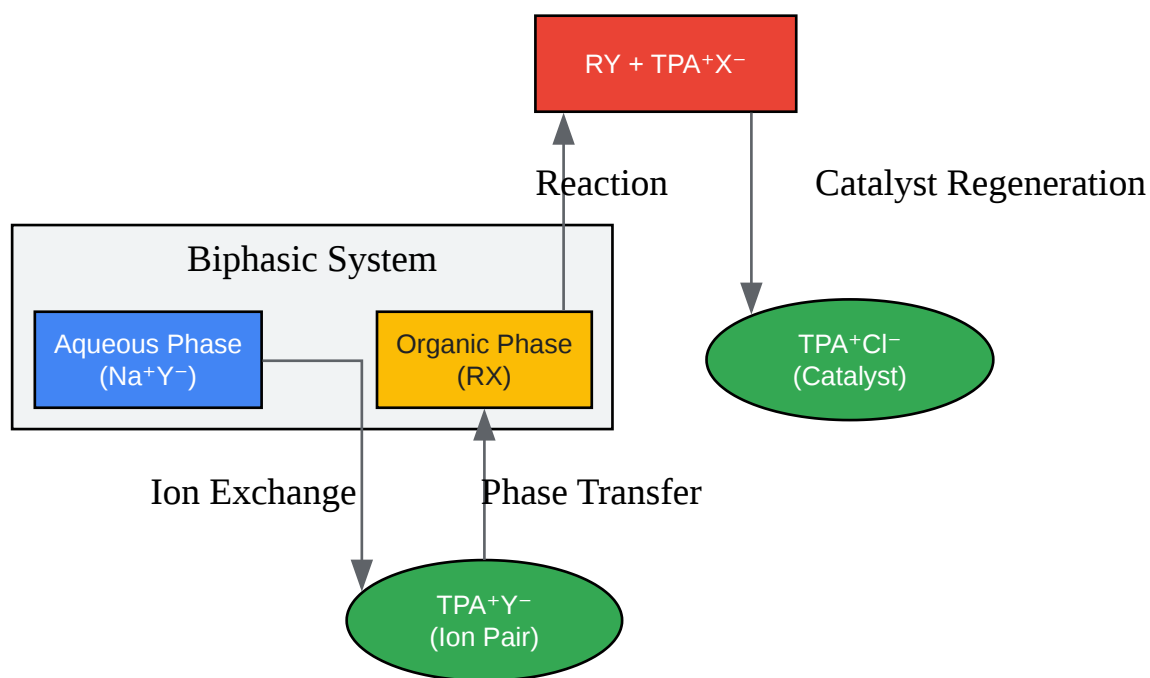 RY + TPA⁺X⁻
Reaction
Catalyst Regeneration
Biphasic System
Aqueous Phase
(Na⁺Y⁻)
Organic Phase
(RX)
TPA⁺Cl⁻
(Catalyst)
Ion Exchange
Phase Transfer
TPA⁺Y⁻
(Ion Pair)